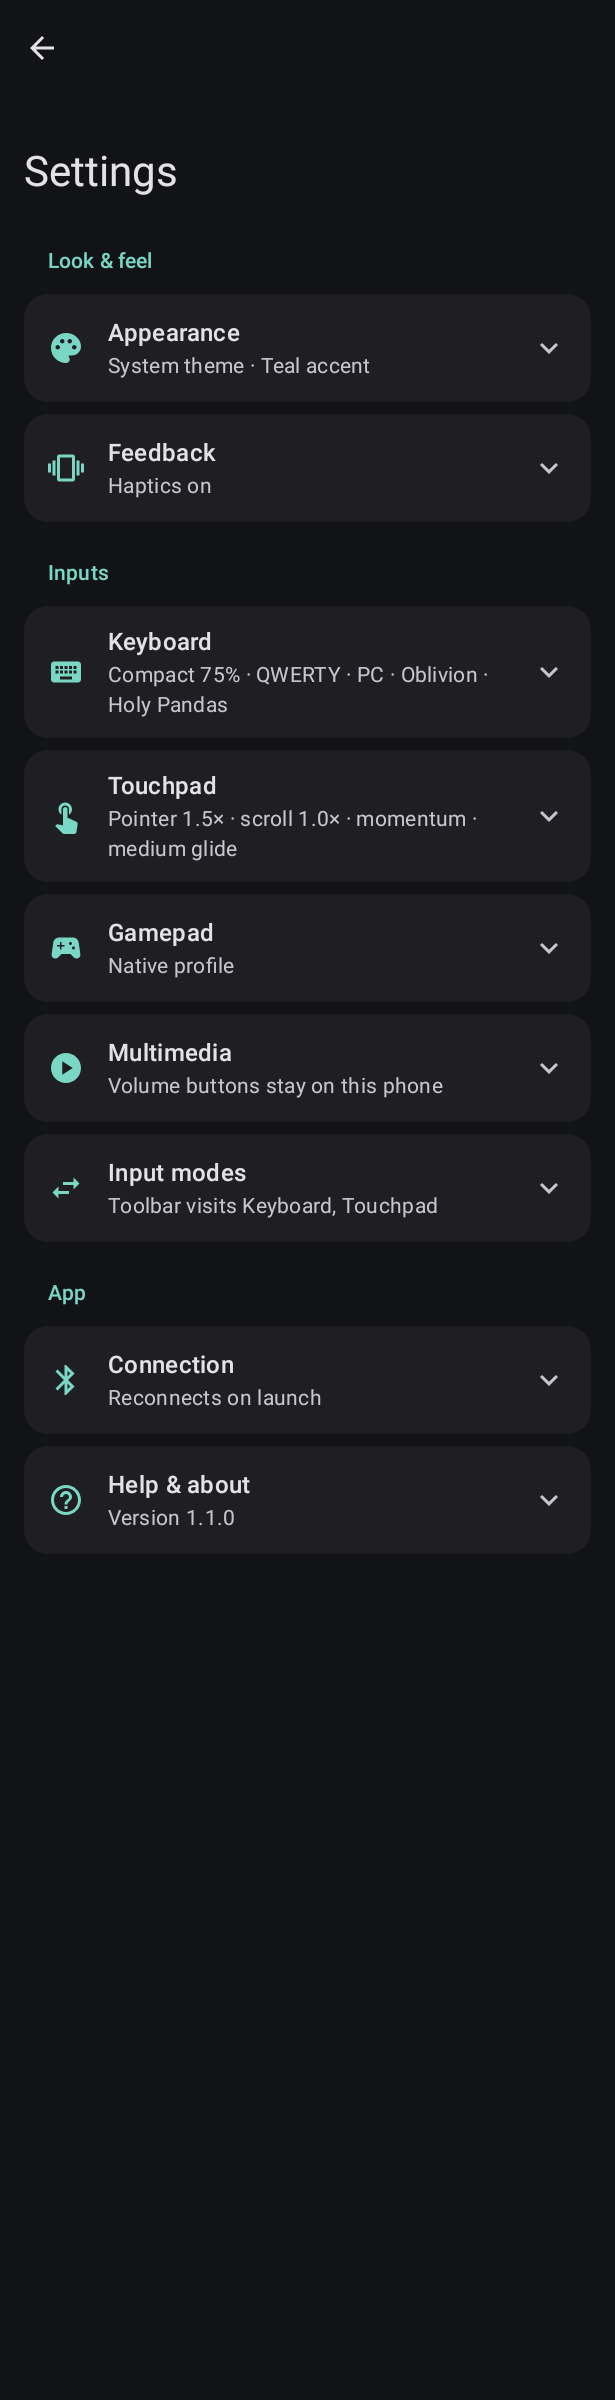 Settings
Look & feel
Appearance
System theme · Teal accent
Feedback
Haptics on
Inputs
Keyboard
Compact 75% · QWERTY · PC · Oblivion ·
Holy Pandas
Touchpad
Pointer 1.5× · scroll 1.0× · momentum ·
medium glide
Gamepad
Native profile
Multimedia
Volume buttons stay on this phone
Input modes
Toolbar visits Keyboard, Touchpad
App
Connection
Reconnects on launch
Help & about
Version 1.1.0